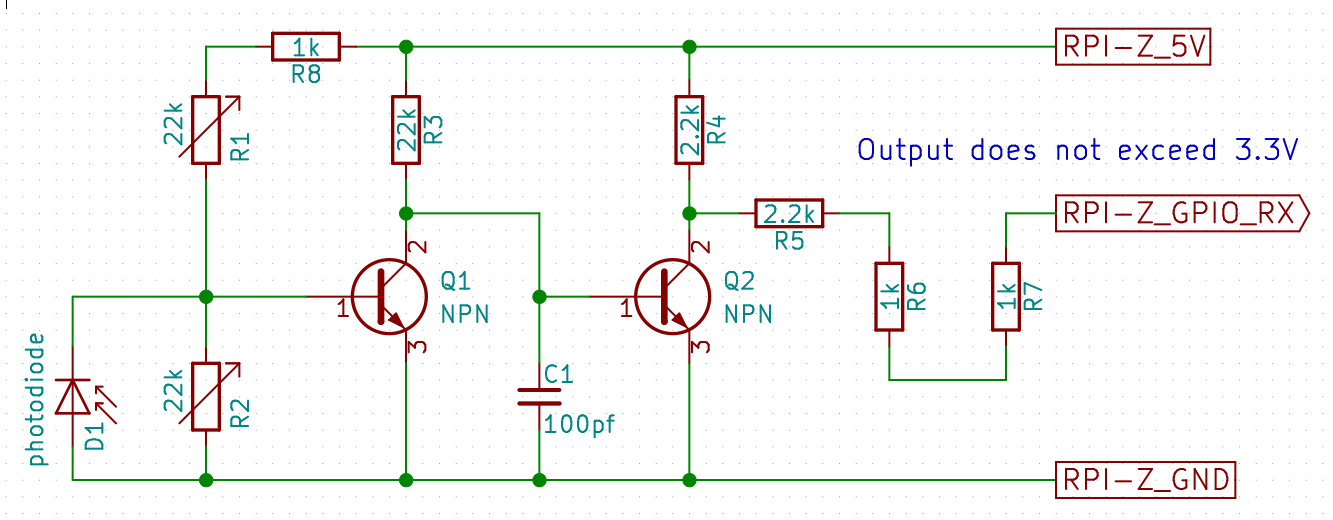 1k
R8
RPI-Z_5V
22k
R1
22k
R3
2.2k
R4
Output does not exceed 3.3V
2.2k
R5
RPI-Z_GPIO_RX
2
1
3
Q1
NPN
2
1
3
Q2
NPN
1k
R6
1k
R7
photodiode
D1
22k
R2
C1
100pf
RPI-Z_GND